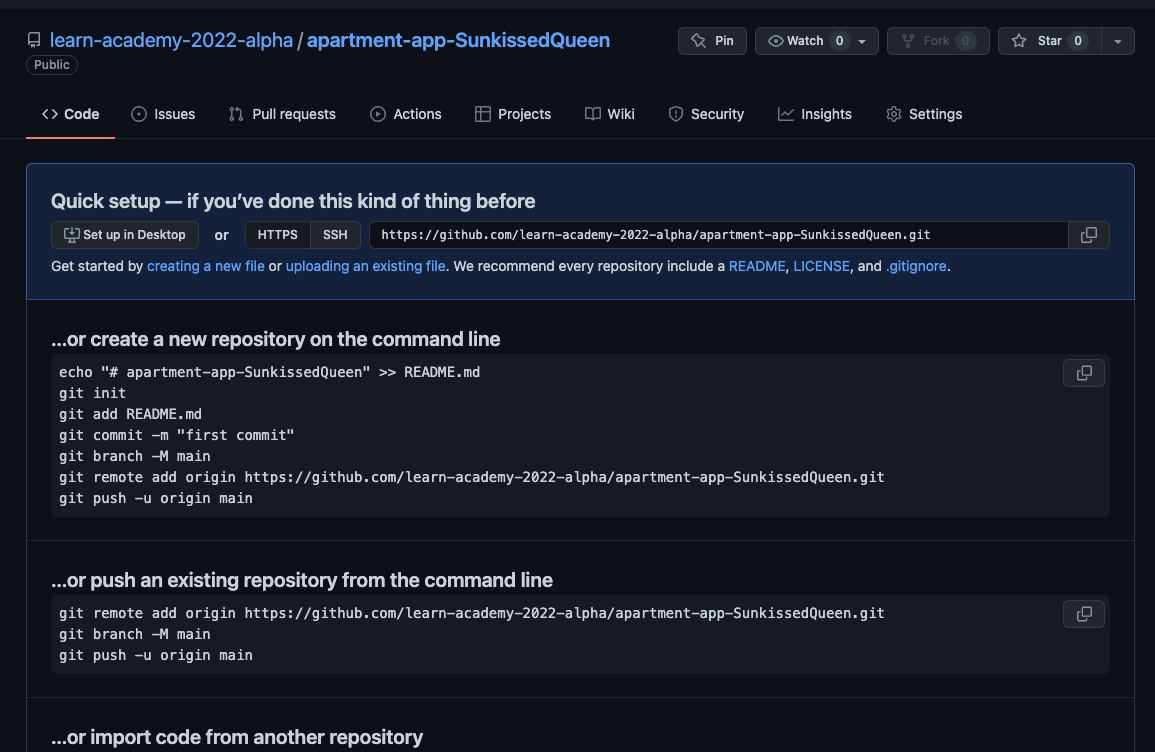 learn-academy-2022-alpha / apartment-app-SunkissedQueen
Pin
Watch 0
Fork 0
Star 0
Public
Code
Issues
Pull requests
Actions
Projects
Wiki
Security
Insights
Settings
Quick setup — if you’ve done this kind of thing before
Set up in Desktop or HTTPS SSH https://github.com/learn-academy-2022-alpha/apartment-app-SunkissedQueen.git
Get started by creating a new file or uploading an existing file. We recommend every repository include a README, LICENSE, and .gitignore.
…or create a new repository on the command line
echo "# apartment-app-SunkissedQueen" >> README.md
git init
git add README.md
git commit -m "first commit"
git branch -M main
git remote add origin https://github.com/learn-academy-2022-alpha/apartment-app-SunkissedQueen.git
git push -u origin main
…or push an existing repository from the command line
git remote add origin https://github.com/learn-academy-2022-alpha/apartment-app-SunkissedQueen.git
git branch -M main
git push -u origin main
…or import code from another repository